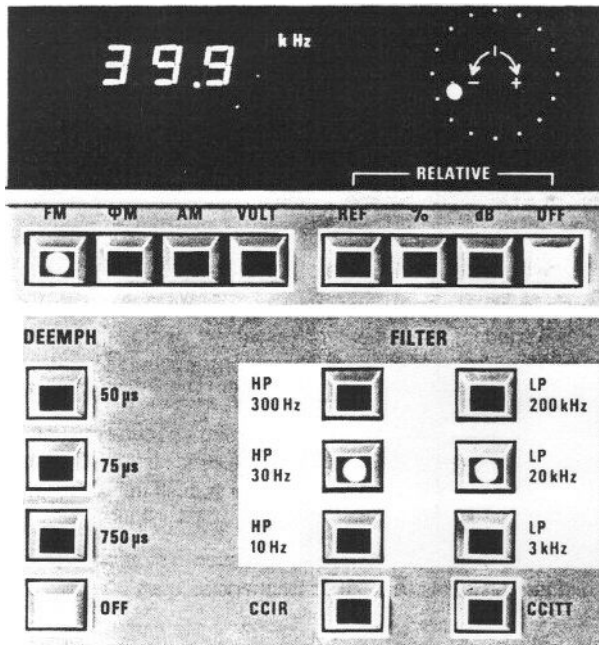 k Hz
39.9
− +
RELATIVE
FM ΦM AM VOLT REF % dB OFF
DEEMPH FILTER
50 µs HP 300 Hz LP 200 kHz
75 µs HP 30 Hz LP 20 kHz
750 µs HP 10 Hz LP 3 kHz
OFF CCIR CCITT